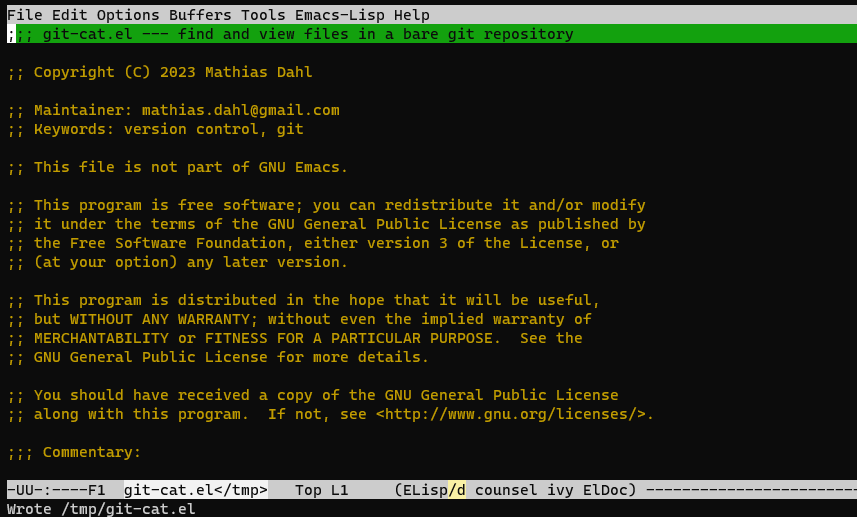 File Edit Options Buffers Tools Emacs-Lisp Help
;;; git-cat.el --- find and view files in a bare git repository
;; Copyright (C) 2023 Mathias Dahl
;; Maintainer: mathias.dahl@gmail.com
;; Keywords: version control, git
;; This file is not part of GNU Emacs.
;; This program is free software; you can redistribute it and/or modify
;; it under the terms of the GNU General Public License as published by
;; the Free Software Foundation, either version 3 of the License, or
;; (at your option) any later version.
;; This program is distributed in the hope that it will be useful,
;; but WITHOUT ANY WARRANTY; without even the implied warranty of
;; MERCHANTABILITY or FITNESS FOR A PARTICULAR PURPOSE.  See the
;; GNU General Public License for more details.
;; You should have received a copy of the GNU General Public License
;; along with this program.  If not, see <http://www.gnu.org/licenses/>.
;;; Commentary:
-UU-:----F1  git-cat.el</tmp>   Top L1     (ELisp/d counsel ivy ElDoc) ------------------------
Wrote /tmp/git-cat.el